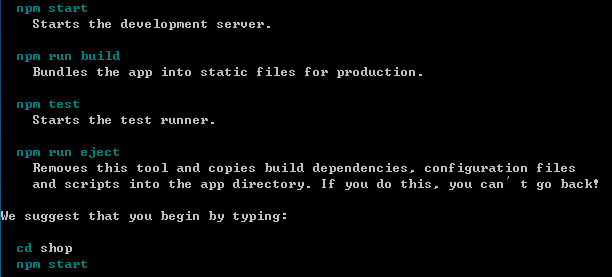 npm start
Starts the development server.
npm run build
Bundles the app into static files for production.
npm test
Starts the test runner.
npm run eject
Removes this tool and copies build dependencies, configuration files
and scripts into the app directory. If you do this, you can’t go back!
We suggest that you begin by typing:
cd shop
npm start